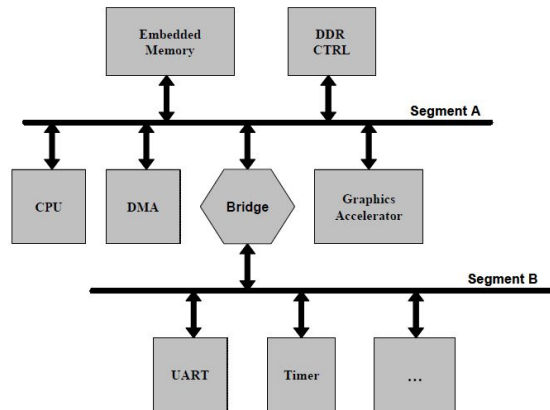 Embedded
Memory
DDR
CTRL
Segment A
CPU
DMA
Bridge
Graphics
Accelerator
Segment B
UART
Timer
...